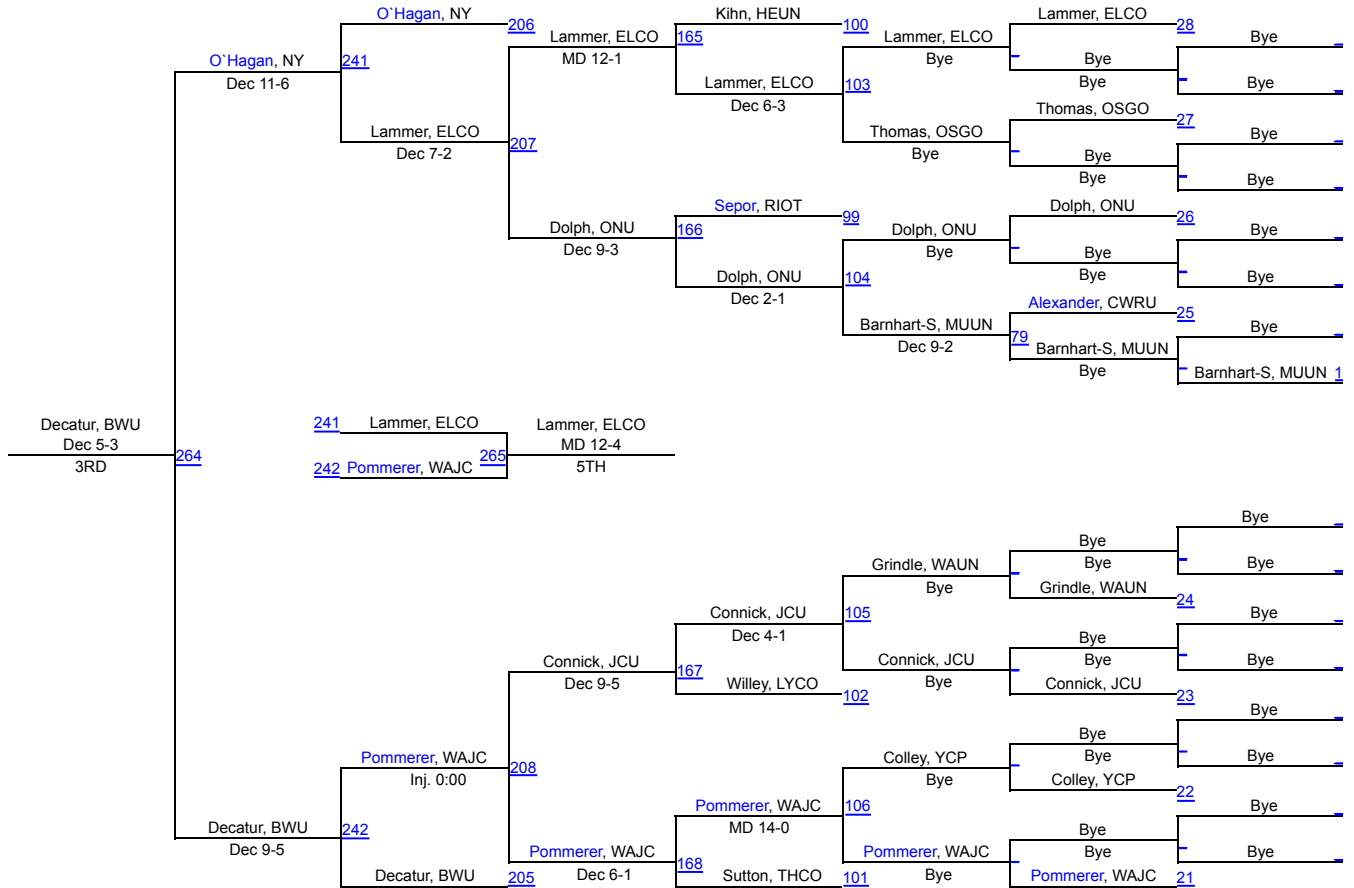 O`Hagan, NY
206
Kihn, HEUN
100
Lammer, ELCO
28
Lammer, ELCO
165
Lammer, ELCO
Bye
MD 12-1
Bye
Bye
O`Hagan, NY
241
Bye
Dec 11-6
Lammer, ELCO
103
Bye
Dec 6-3
Thomas, OSGO
27
Lammer, ELCO
207
Thomas, OSGO
Bye
Dec 7-2
Bye
Bye
Bye
Bye
Sepor, RIOT
99
Dolph, ONU
26
Dolph, ONU
166
Dolph, ONU
Bye
Dec 9-3
Bye
Bye
Dolph, ONU
104
Bye
Bye
Dec 2-1
Alexander, CWRU
25
Barnhart-S, MUUN
79
Bye
Dec 9-2
Barnhart-S, MUUN
Bye
Barnhart-S, MUUN 1
Decatur, BWU
241
Lammer, ELCO
Lammer, ELCO
Dec 5-3
MD 12-4
264
265
3RD
242
Pommerer, WAJC
5TH
Bye
Bye
Grindle, WAUN
Bye
Bye
Bye
Grindle, WAUN
24
Connick, JCU
105
Bye
Dec 4-1
Bye
Connick, JCU
167
Connick, JCU
Bye
Bye
Dec 9-5
Willey, LYCO
102
Bye
Connick, JCU
23
Bye
Bye
Pommerer, WAJC
208
Colley, YCP
Bye
Bye
Inj. 0:00
Bye
Colley, YCP
22
Pommerer, WAJC
106
Bye
Decatur, BWU
242
MD 14-0
Bye
Dec 9-5
Pommerer, WAJC
168
Pommerer, WAJC
Bye
Bye
Decatur, BWU
205
Dec 6-1
Sutton, THCO
101
Bye
Pommerer, WAJC
21